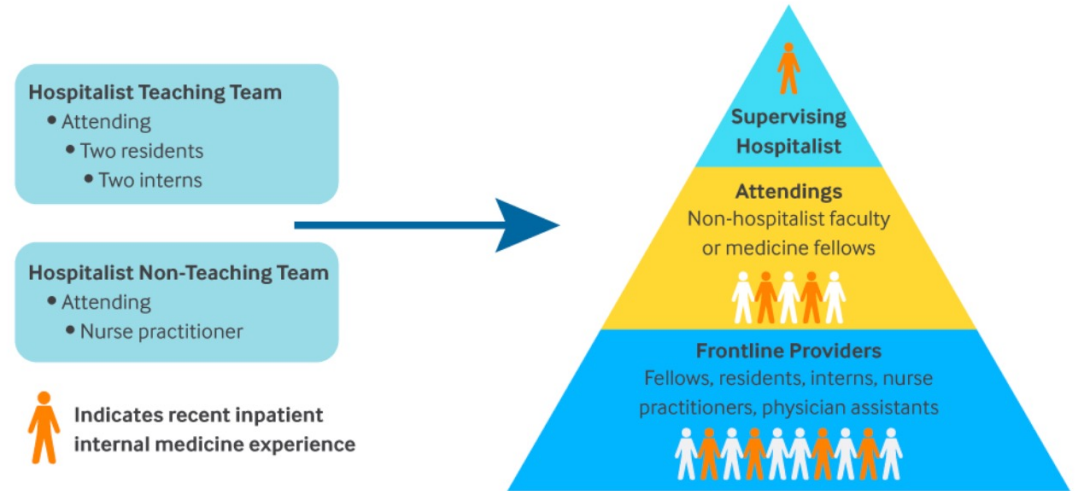 Hospitalist Teaching Team
• Attending
• Two residents
• Two interns
Hospitalist Non-Teaching Team
• Attending
• Nurse practitioner
Indicates recent inpatient
internal medicine experience
Supervising
Hospitalist
Attendings
Non-hospitalist faculty
or medicine fellows
Frontline Providers
Fellows, residents, interns, nurse
practitioners, physician assistants